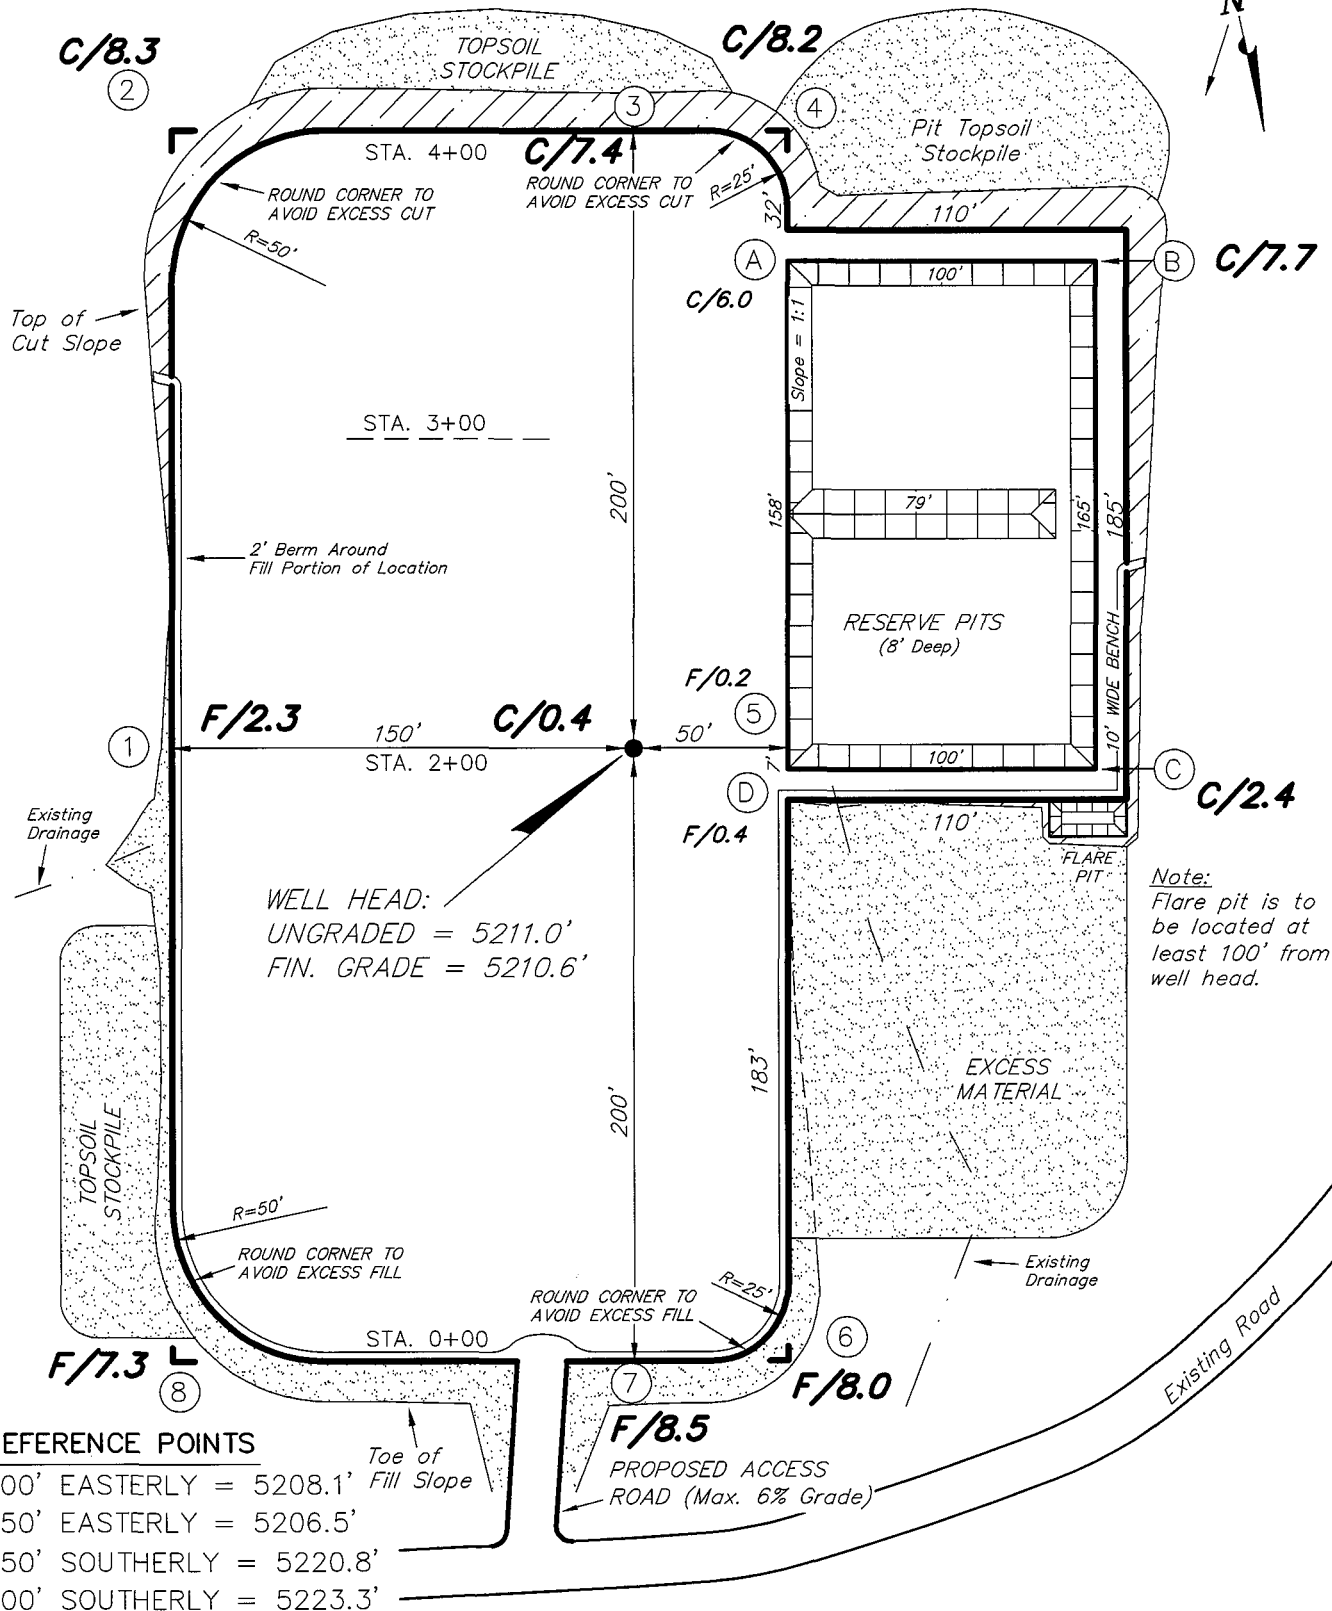 N
C/8.3
2
TOPSOIL
STOCKPILE
C/8.2
3
4
Pit Topsoil
Stockpile
STA. 4+00
C/7.4
ROUND CORNER TO
AVOID EXCESS CUT
ROUND CORNER TO
AVOID EXCESS CUT
R=25'
32'
110'
R=50'
A
B
C/7.7
100'
C/6.0
Top of
Cut Slope
Slope = 1:1
STA. 3+00
200'
158'
79'
165'
185'
2' Berm Around
Fill Portion of Location
RESERVE PITS
(8' Deep)
10' WIDE BENCH
F/0.2
5
1
F/2.3
150'
C/0.4
50'
STA. 2+00
7'
100'
C
C/2.4
D
F/0.4
110'
Existing
Drainage
FLARE
PIT
Note:
Flare pit is to
be located at
least 100' from
well head.
WELL HEAD:
UNGRADED = 5211.0'
FIN. GRADE = 5210.6'
183'
EXCESS
MATERIAL
200'
TOPSOIL
STOCKPILE
R=50'
ROUND CORNER TO
AVOID EXCESS FILL
ROUND CORNER TO
AVOID EXCESS FILL
R=25'
Existing
Drainage
STA. 0+00
F/7.3
8
7
6
F/8.0
F/8.5
Existing Road
EFERENCE POINTS
Toe of
Fill Slope
PROPOSED ACCESS
ROAD (Max. 6% Grade)
00' EASTERLY = 5208.1'
50' EASTERLY = 5206.5'
50' SOUTHERLY = 5220.8'
00' SOUTHERLY = 5223.3'